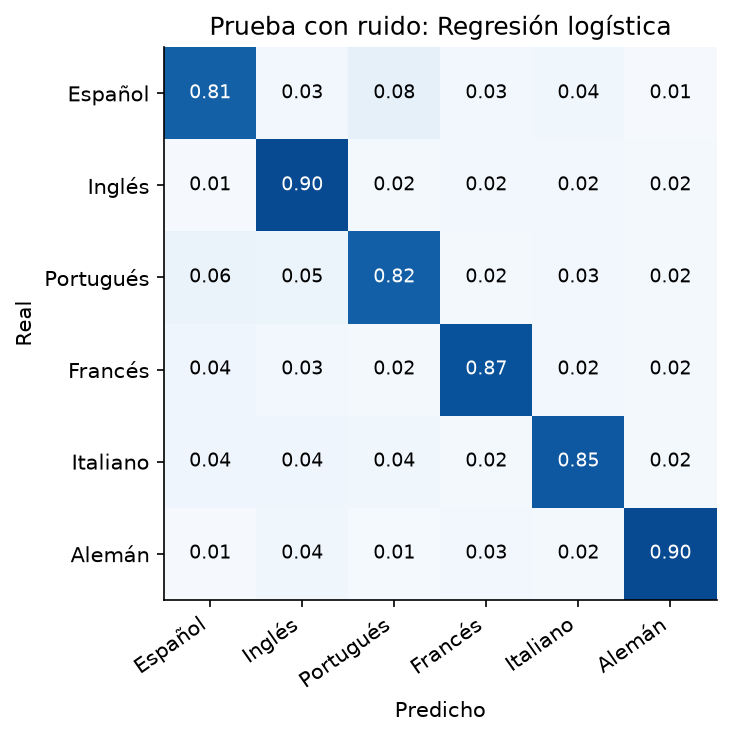 Prueba con ruido: Regresión logística
Español 0.81 0.03 0.08 0.03 0.04 0.01
Inglés 0.01 0.90 0.02 0.02 0.02 0.02
Portugués 0.06 0.05 0.82 0.02 0.03 0.02
Francés 0.04 0.03 0.02 0.87 0.02 0.02
Italiano 0.04 0.04 0.04 0.02 0.85 0.02
Alemán 0.01 0.04 0.01 0.03 0.02 0.90
Real
Español Inglés Portugués Francés Italiano Alemán
Predicho